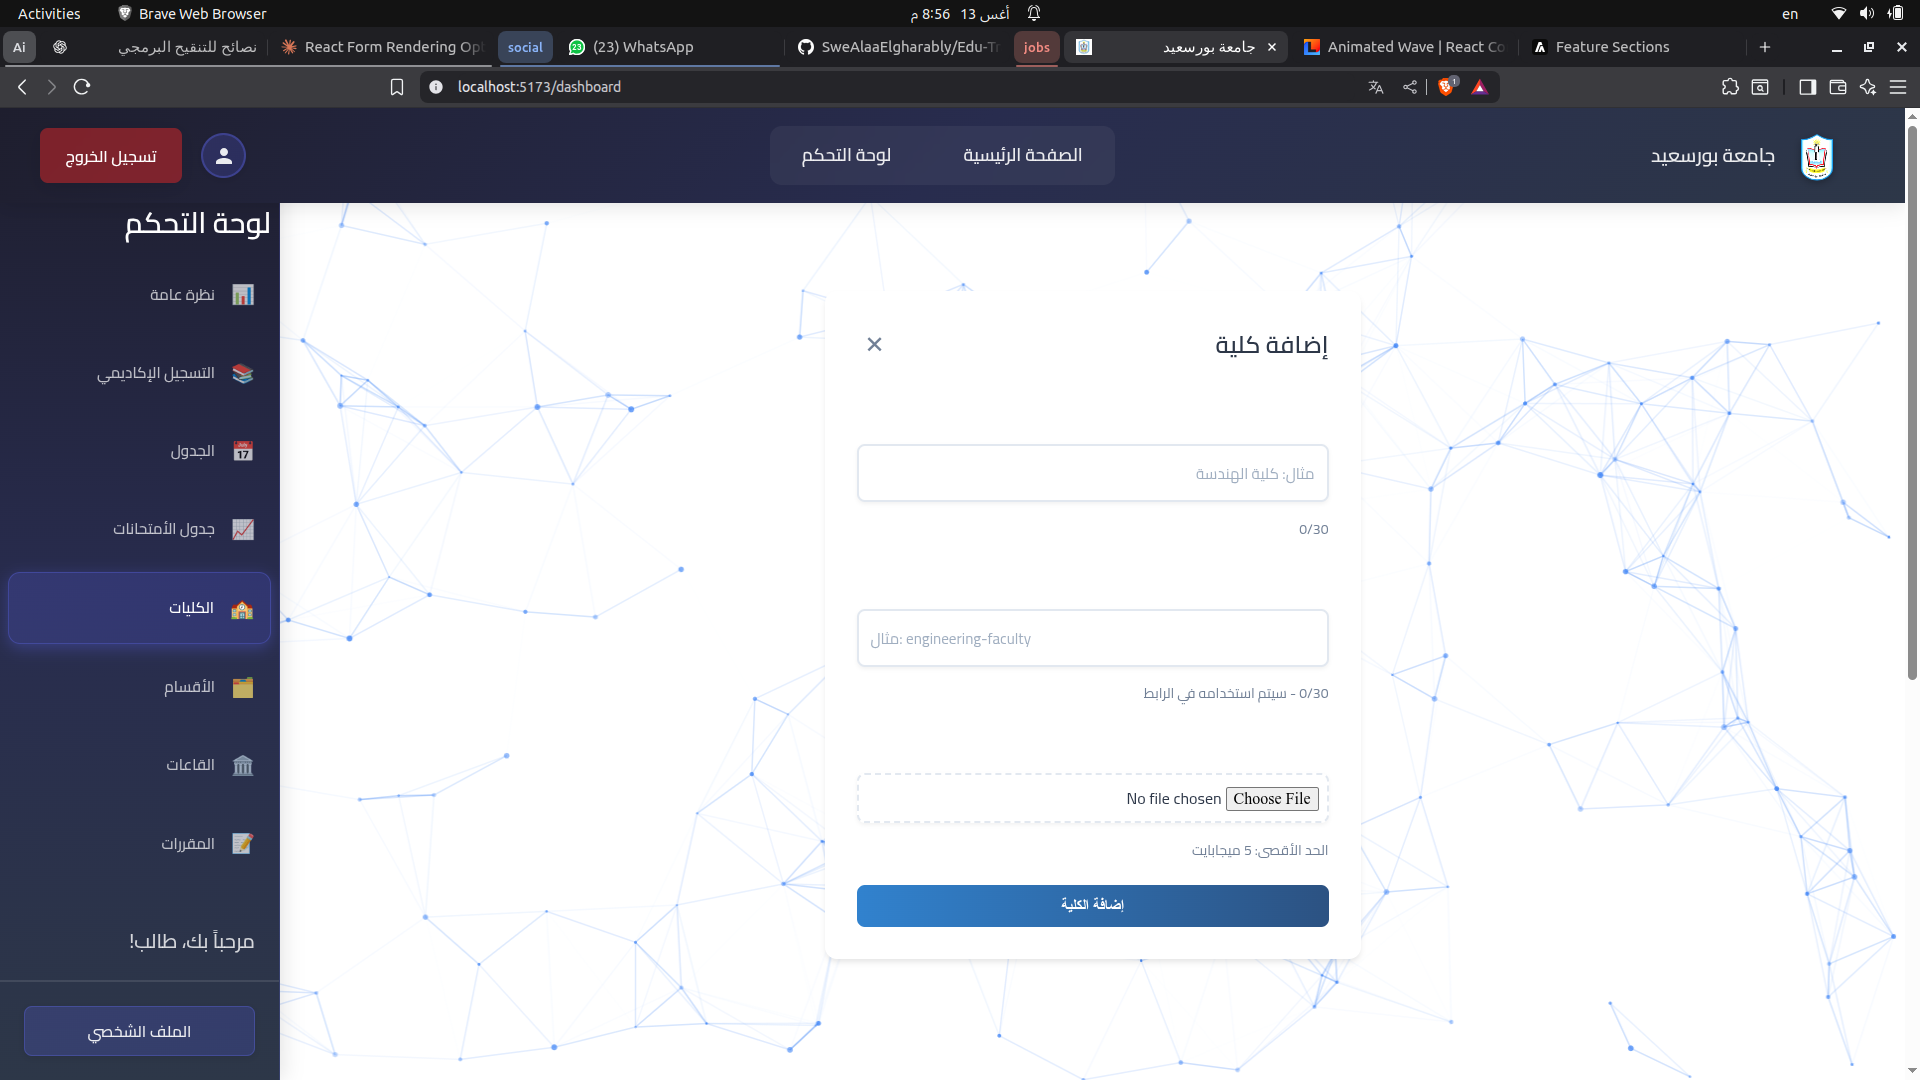 Activities
Brave Web Browser
أغس 13 8:56 م
en
Ai
نصائح للتنقيح البرمجي
React Form Rendering Opt
social
(23) WhatsApp
SweAlaaElgharably/Edu-Tr
jobs
جامعة بورسعيد
Animated Wave | React Co
Feature Sections
localhost:5173/dashboard
1
جامعة بورسعيد
الصفحة الرئيسية
لوحة التحكم
تسجيل الخروج
لوحة التحكم
نظرة عامة
التسجيل الإكاديمي
الجدول
جدول الأمتحانات
الكليات
الأقسام
القاعات
المقررات
مرحباً بك، طالب!
الملف الشخصي
إضافة كلية
مثال: كلية الهندسة
0/30
مثال: engineering-faculty
0/30 - سيتم استخدامه في الرابط
Choose File No file chosen
الحد الأقصى: 5 ميجابايت
إضافة الكلية